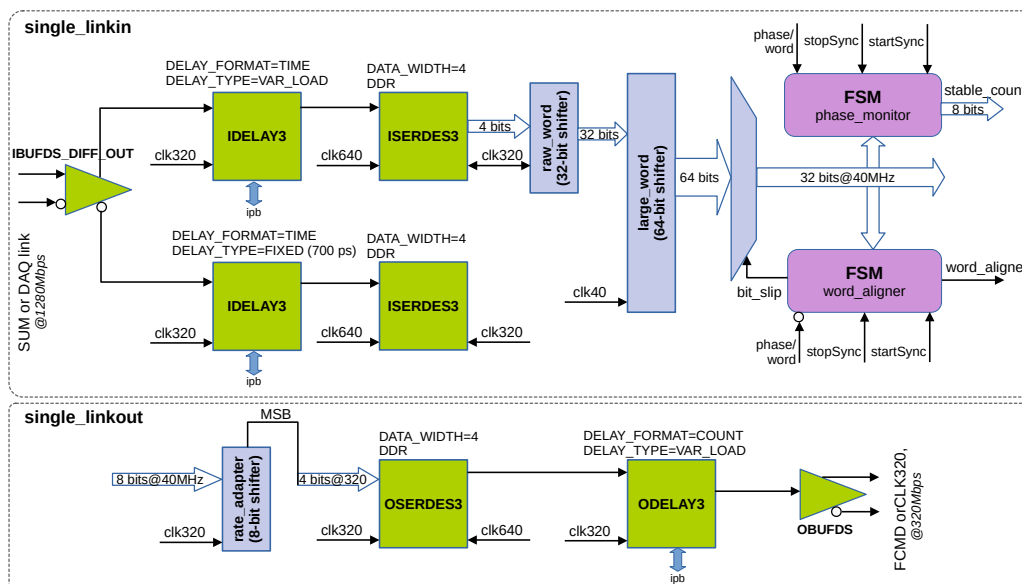 single_linkin
DELAY_FORMAT=TIME
DELAY_TYPE=VAR_LOAD
DATA_WIDTH=4
DDR
IBUFDS_DIFF_OUT
IDELAY3
ISERDES3
clk320
clk640
clk320
ipb
4 bits
raw_word
(32-bit shifter)
32 bits
large_word
(64-bit shifter)
clk40
64 bits
32 bits@40MHz
bit_slip
phase/
word
stopSync
startSync
FSM
phase_monitor
stable_count
8 bits
FSM
word_aligner
word_aligne
phase/
word
stopSync
startSync
SUM or DAQ link
@1280Mbps
DELAY_FORMAT=TIME
DELAY_TYPE=FIXED (700 ps)
DATA_WIDTH=4
DDR
IDELAY3
ISERDES3
clk320
clk640
clk320
ipb
single_linkout
MSB
8 bits@40MHz
rate_adapter
(8-bit shifter)
clk320
4 bits@320
DATA_WIDTH=4
DDR
OSERDES3
clk320
clk640
DELAY_FORMAT=COUNT
DELAY_TYPE=VAR_LOAD
ODELAY3
clk320
ipb
OBUFDS
FCMD orCLK320,
@320Mbps